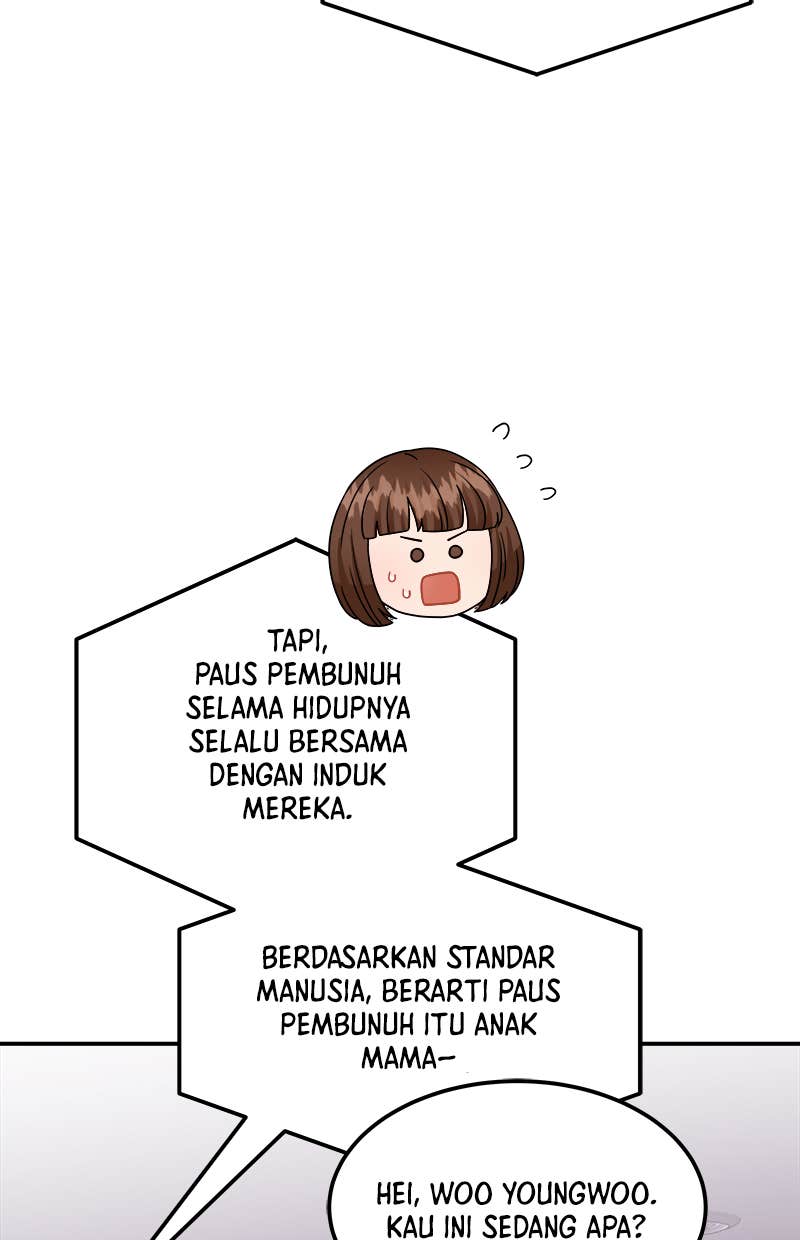 TAPI,
PAUS PEMBUNUH
SELAMA HIDUPNYA
SELALU BERSAMA
DENGAN INDUK
MEREKA.
BERDASARKAN STANDAR
MANUSIA, BERARTI PAUS
PEMBUNUH ITU ANAK
MAMA-
HEI, WOO YOUNGWOO.
KAU INI SEDANG APA?